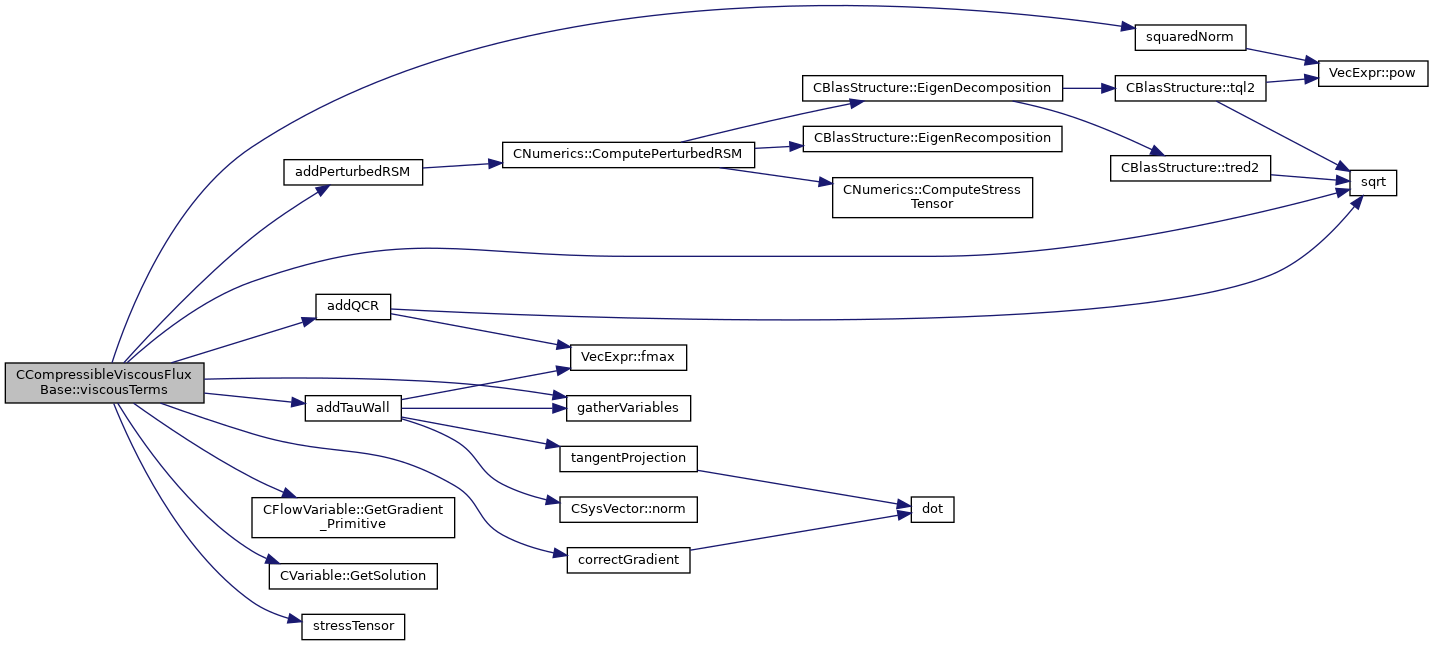 squaredNorm
VecExpr::pow
CBlasStructure::EigenDecomposition
CBlasStructure::tql2
CBlasStructure::EigenRecomposition
CNumerics::ComputePerturbedRSM
addPerturbedRSM
CBlasStructure::tred2
sqrt
CNumerics::ComputeStress
Tensor
addQCR
VecExpr::fmax
CCompressibleViscousFlux
Base::viscousTerms
addTauWall
gatherVariables
tangentProjection
CFlowVariable::GetGradient
_Primitive
CSysVector::norm
dot
correctGradient
CVariable::GetSolution
stressTensor